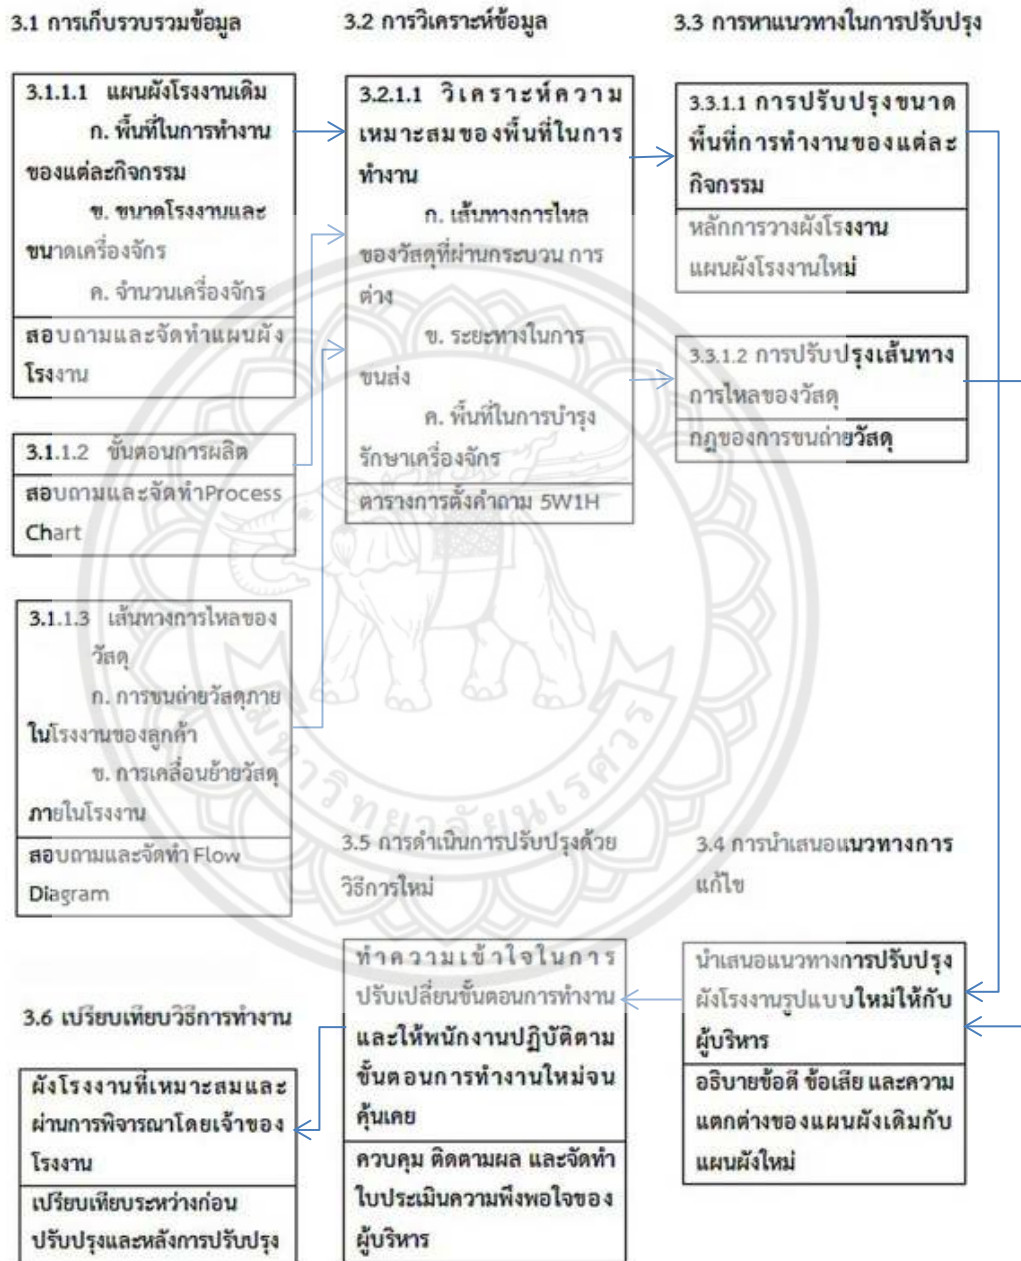 3.1 การเก็บรวบรวมข้อมูล
3.1.1.1 แผนผังโรงงานเดิม
ก. พื้นที่ในการทำงาน
ของแต่ละกิจกรรม
ข. ขนาดโรงงานและ
ขนาดเครื่องจักร
ค. จำนวนเครื่องจักร
สอบถามและจัดทำแผนผัง
โรงงาน
3.1.1.2 ขั้นตอนการผลิต
สอบถามและจัดทำProcess
Chart
3.1.1.3 เส้นทางการไหลของ
วัสดุ
ก. การขนถ่ายวัสดุภาย
ในโรงงานของลูกค้า
ข. การเคลื่อนย้ายวัสดุ
ภายในโรงงาน
สอบถามและจัดทำ Flow
Diagram
3.2 การวิเคราะห์ข้อมูล
3.2.1.1 วิเคราะห์ความ
เหมาะสมของพื้นที่ในการ
ทำงาน
ก. เส้นทางการไหล
ของวัสดุที่ผ่านกระบวน การ
ต่าง
ข. ระยะทางในการ
ขนส่ง
ค. พื้นที่ในการบำรุง
รักษาเครื่องจักร
ตารางการตั้งคำถาม 5W1H
3.3 การหาแนวทางในการปรับปรุง
3.3.1.1 การปรับปรุงขนาด
พื้นที่การทำงานของแต่ละ
กิจกรรม
หลักการวางผังโรงงาน
แผนผังโรงงานใหม่
3.3.1.2 การปรับปรุงเส้นทาง
การไหลของวัสดุ
กฎของการขนถ่ายวัสดุ
3.4 การนำเสนอแนวทางการ
แก้ไข
นำเสนอแนวทางการปรับปรุง
ผังโรงงานรูปแบบใหม่ให้กับ
ผู้บริหาร
อธิบายข้อดี ข้อเสีย และความ
แตกต่างของแผนผังเดิมกับ
แผนผังใหม่
3.5 การดำเนินการปรับปรุงด้วย
วิธีการใหม่
ทำความเข้าใจในการ
ปรับเปลี่ยนขั้นตอนการทำงาน
และให้พนักงานปฏิบัติตาม
ขั้นตอนการทำงานใหม่จน
คุ้นเคย
ควบคุม ติดตามผล และจัดทำ
ใบประเมินความพึงพอใจของ
ผู้บริหาร
3.6 เปรียบเทียบวิธีการทำงาน
ผังโรงงานที่เหมาะสมและ
ผ่านการพิจารณาโดยเจ้าของ
โรงงาน
เปรียบเทียบระหว่างก่อน
ปรับปรุงและหลังการปรับปรุง
มหาวิทยาลัยนเรศวร